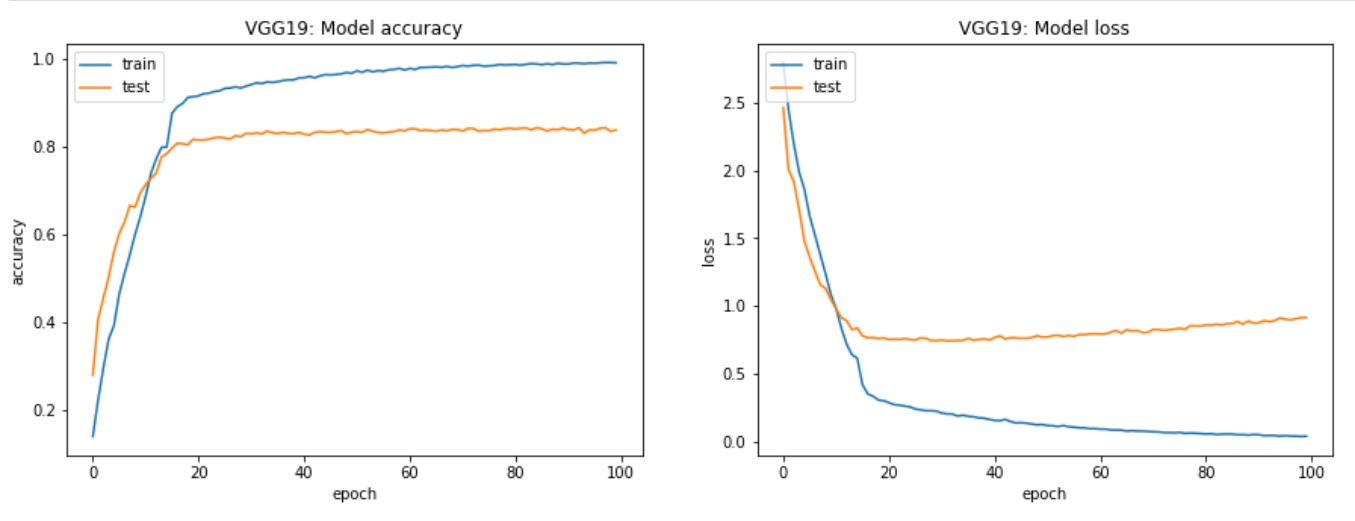 VGG19: Model accuracy
train
test
1.0
0.8
0.6
0.4
0.2
accuracy
0 20 40 60 80 100
epoch
VGG19: Model loss
train
test
2.5
2.0
1.5
1.0
0.5
0.0
loss
0 20 40 60 80 100
epoch